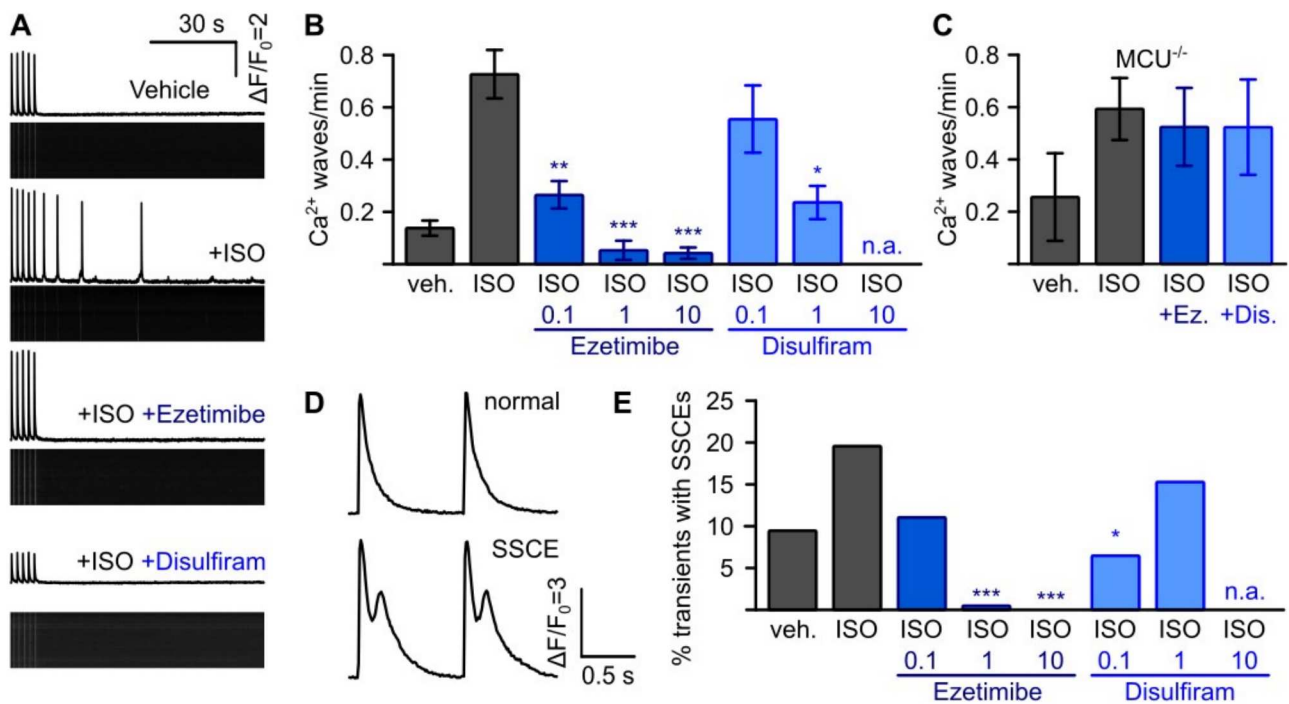 A
30 s
ΔF/F₀=2
Vehicle
+ISO
+ISO +Ezetimibe
+ISO +Disulfiram
B
Ca²⁺ waves/min
0.8
0.6
0.4
0.2
**
***
***
*
n.a.
veh. ISO ISO ISO ISO ISO ISO ISO
0.1 1 10 0.1 1 10
Ezetimibe Disulfiram
C
MCU⁻/⁻
Ca²⁺ waves/min
0.8
0.6
0.4
0.2
veh. ISO ISO ISO
+Ez. +Dis.
D
normal
SSCE
ΔF/F₀=3
0.5 s
E
% transients with SSCEs
25
20
15
10
5
***
***
*
n.a.
veh. ISO ISO ISO ISO ISO ISO ISO
0.1 1 10 0.1 1 10
Ezetimibe Disulfiram